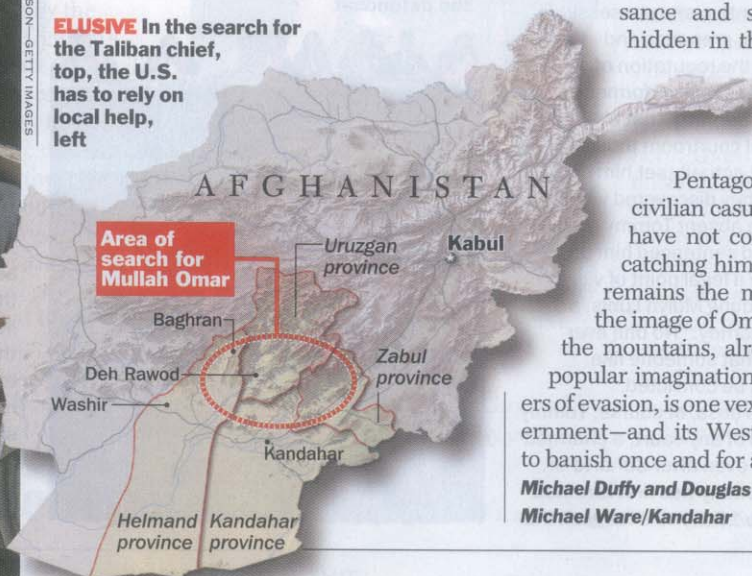 SON—GETTY IMAGES
ELUSIVE In the search for
the Taliban chief,
top, the U.S.
has to rely on
local help,
left
AFGHANISTAN
Area of
search for
Mullah Omar
Uruzgan
province
Kabul
Baghran
Deh Rawod
Zabul
province
Washir
Kandahar
Helmand
province
Kandahar
province
sance and s
hidden in th
Pentago
civilian casu
have not co
catching him
remains the n
the image of Om
the mountains, alr
popular imagination
ers of evasion, is one vex
ernment—and its Wes
to banish once and for a
Michael Duffy and Douglas
Michael Ware/Kandahar